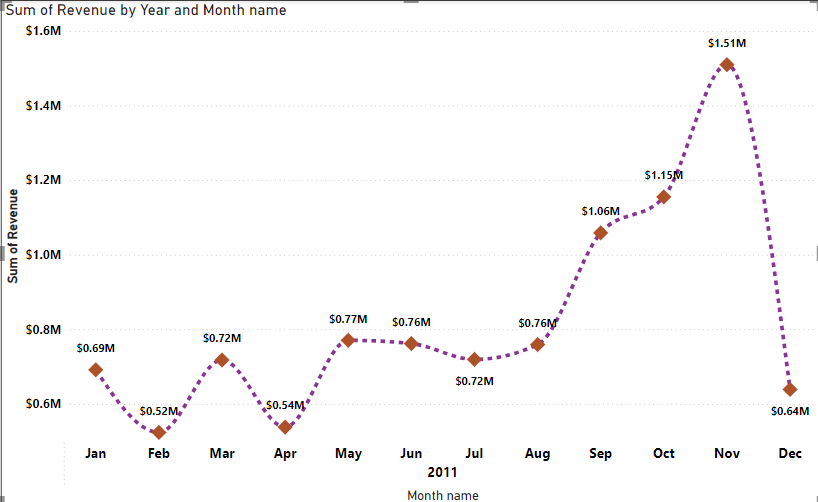 Sum of Revenue by Year and Month name
$1.6M
$1.4M
$1.2M
$1.0M
$0.8M
$0.6M
Sum of Revenue
$0.69M
$0.52M
$0.72M
$0.54M
$0.77M
$0.76M
$0.72M
$0.76M
$1.06M
$1.15M
$1.51M
$0.64M
Jan Feb Mar Apr May Jun Jul Aug Sep Oct Nov Dec
2011
Month name